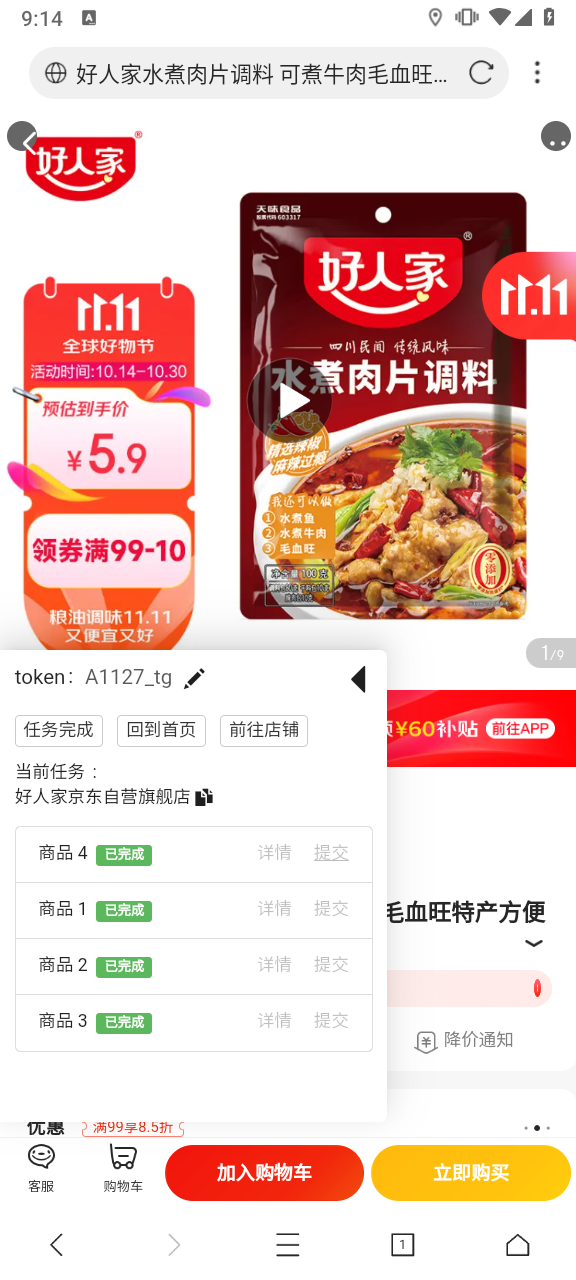 9:14
A
好人家水煮肉片调料 可煮牛肉毛血旺...
好人家®
11.11
全球好物节
活动时间:10.14—10.30
预估到手价
¥5.9
领券满99-10
粮油调味11.11
又便宜又好
天味食品
股票代码 603317
好人家®
四川民间 传统风味
水煮肉片调料
精选辣椒
麻辣过瘾
我还可以做
1 水煮鱼
2 水煮牛肉
3 毛血旺
净含量 100 克
零添加
11.11
1/9
token: A1127_tg
任务完成 回到首页 前往店铺
¥60补贴 前往APP
当前任务：
好人家京东自营旗舰店
商品 4 已完成 详情 提交
商品 1 已完成 详情 提交
商品 2 已完成 详情 提交
商品 3 已完成 详情 提交
毛血旺特产方便
降价通知
优惠 满99享8.5折
客服 购物车 加入购物车 立即购买
1